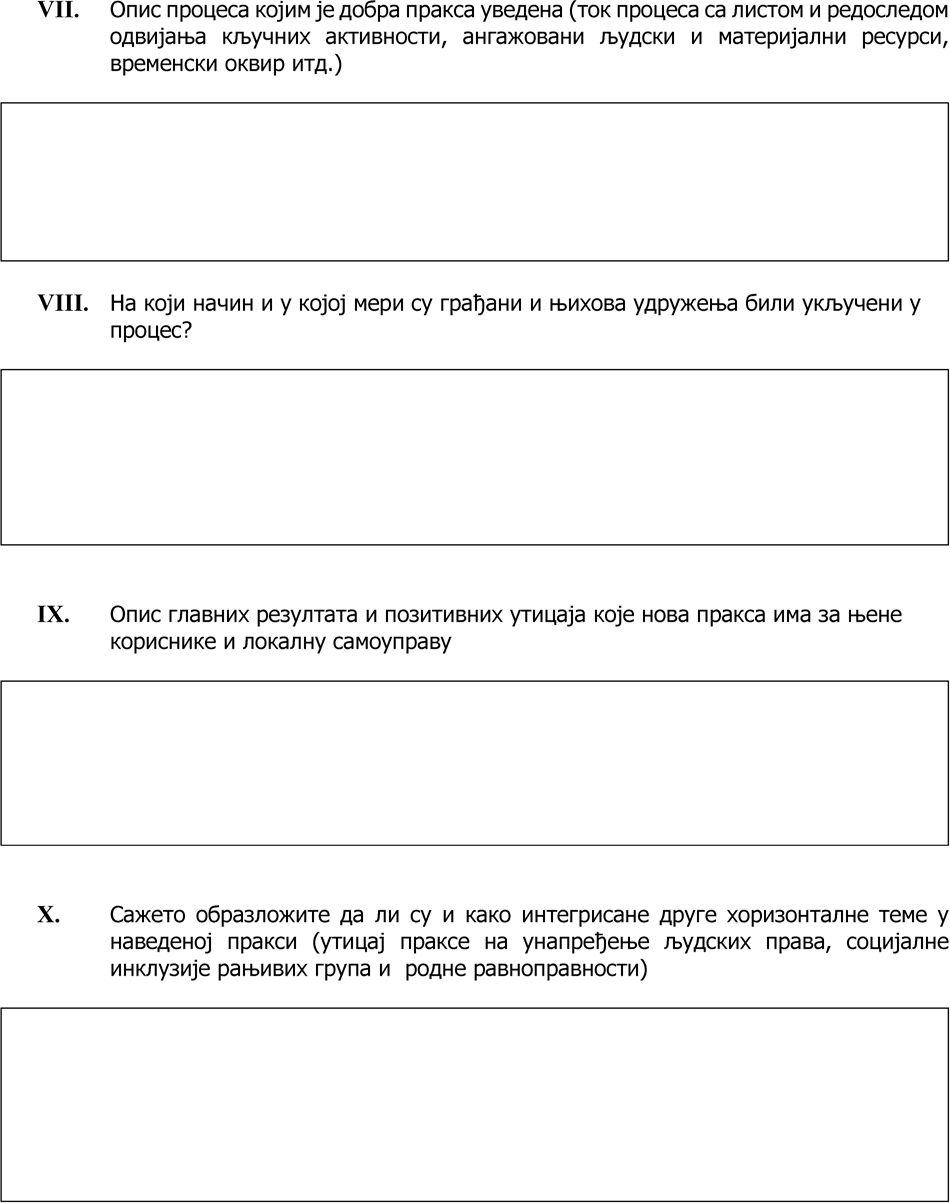 VII. Опис процеса којим је добра пракса уведена (ток процеса са листом и редоследом
одвијања кључних активности, ангажовани људски и материјални ресурси,
временски оквир итд.)
VIII. На који начин и у којој мери су грађани и њихова удружења били укључени у
процес?
IX. Опис главних резултата и позитивних утицаја које нова пракса има за њене
кориснике и локалну самоуправу
X. Сажето образложите да ли су и како интегрисане друге хоризонталне теме у
наведеној пракси (утицај праксе на унапређење људских права, социјалне
инклузије рањивих група и родне равноправности)